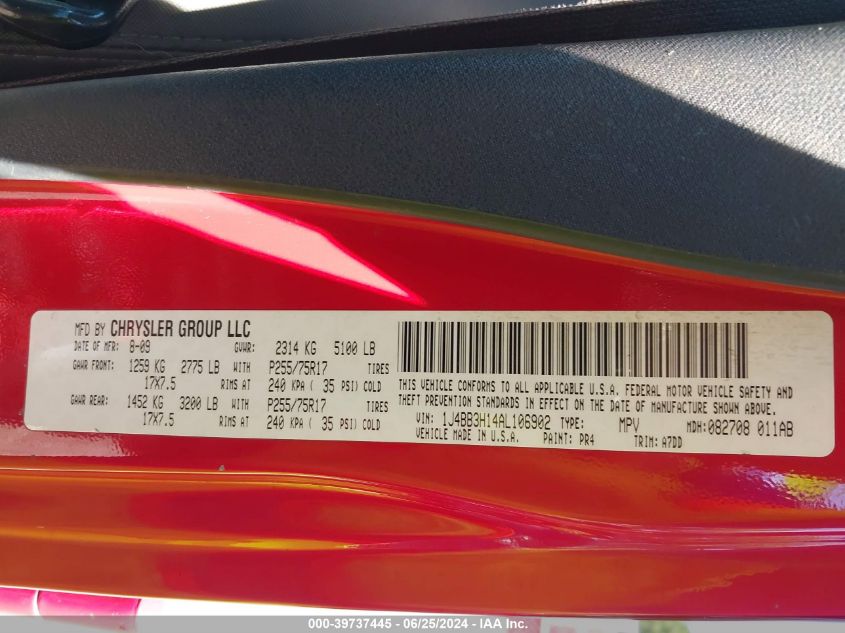 MFD BY CHRYSLER GROUP LLC
DATE OF MFR: 8-09 GVWR: 2314 KG 5100 LB
GAWR FRONT: 1259 KG 2775 LB WITH P255/75R17 TIRES
17X7.5 RIMS AT 240 KPA ( 35 PSI) COLD
GAWR REAR: 1452 KG 3200 LB WITH P255/75R17 TIRES
17X7.5 RIMS AT 240 KPA ( 35 PSI) COLD
THIS VEHICLE CONFORMS TO ALL APPLICABLE U.S.A. FEDERAL MOTOR VEHICLE SAFETY AND
THEFT PREVENTION STANDARDS IN EFFECT ON THE DATE OF MANUFACTURE SHOWN ABOVE.
VIN: 1J4BB3H14AL106902 TYPE: MPV MDH: 082708 011AB
VEHICLE MADE IN U.S.A. PAINT: PR4 TRIM: A7DD
000-39737445 - 06/25/2024 - IAA Inc.